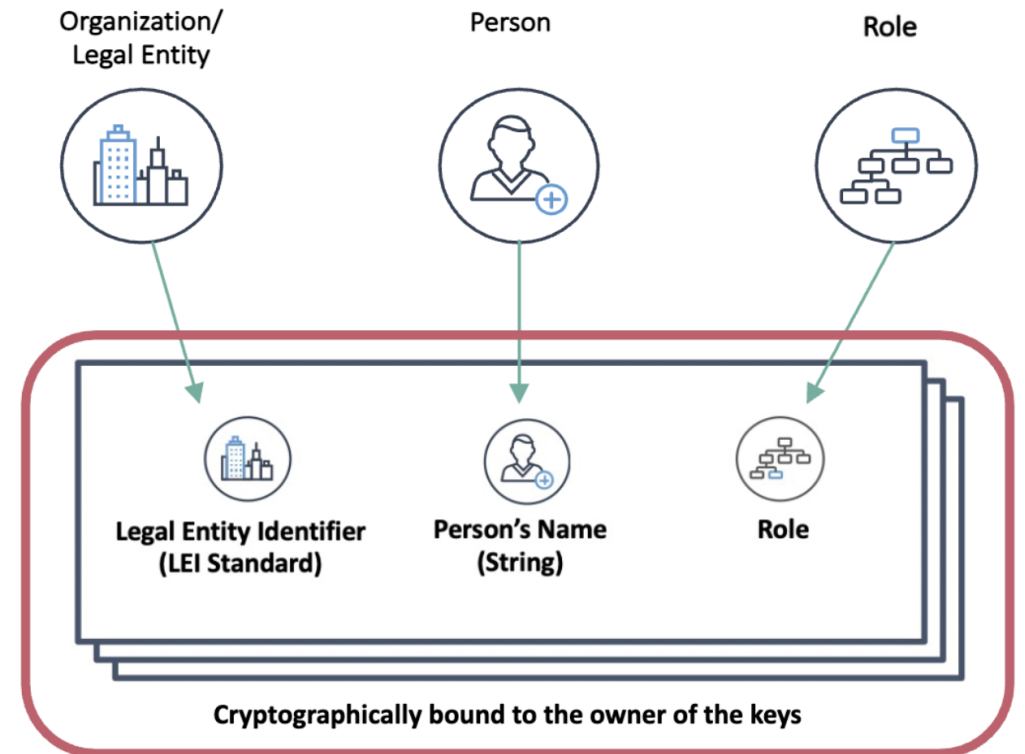 Organization/
Legal Entity
Person
Role
Legal Entity Identifier
(LEI Standard)
Person's Name
(String)
Role
Cryptographically bound to the owner of the keys